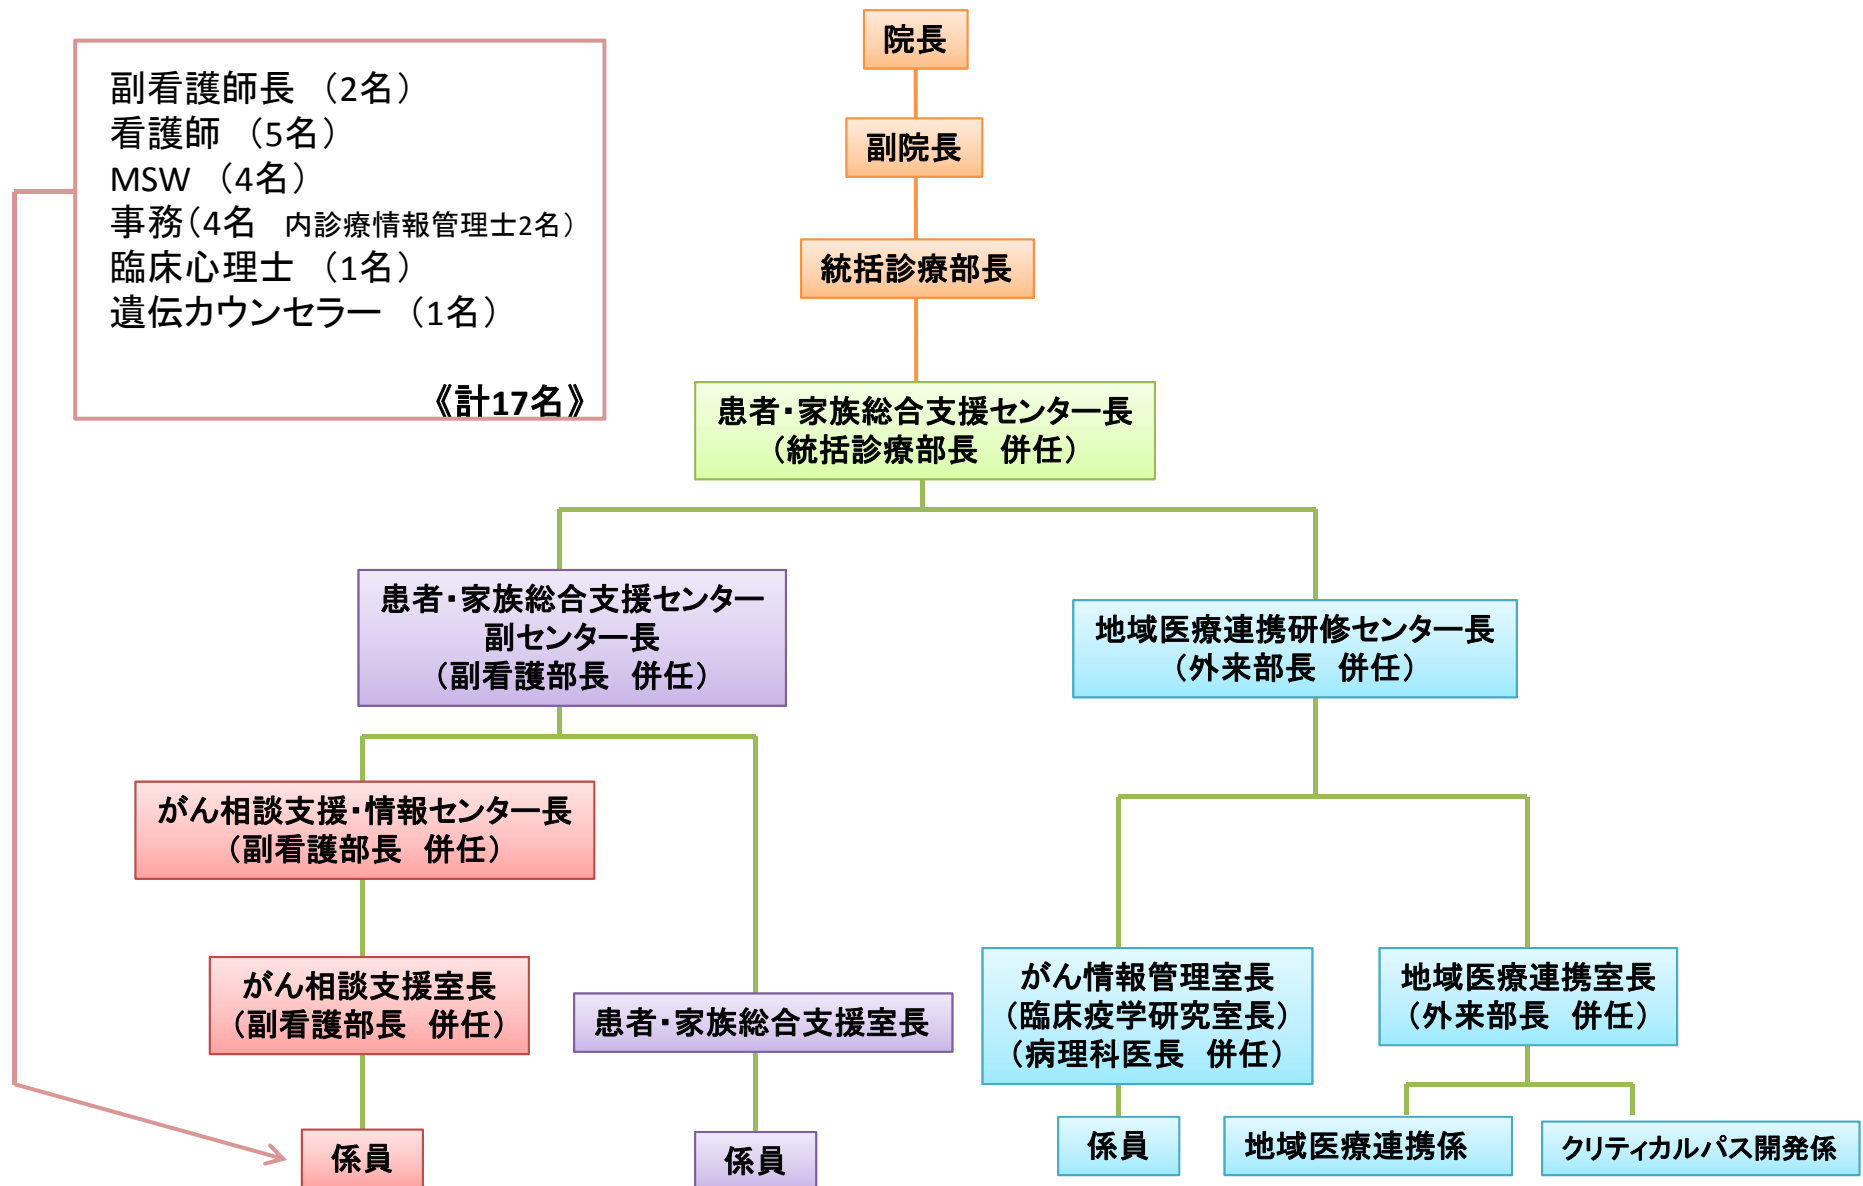 院長
副院長
統括診療部長
副看護師長 （2名）
看護師 （5名）
MSW （4名）
事務（4名　内診療情報管理士2名）
臨床心理士 （1名）
遺伝カウンセラー （1名）
《計17名》
患者・家族総合支援センター長
（統括診療部長　併任）
患者・家族総合支援センター
副センター長
（副看護部長　併任）
地域医療連携研修センター長
（外来部長　併任）
がん相談支援・情報センター長
（副看護部長　併任）
がん相談支援室長
（副看護部長　併任）
患者・家族総合支援室長
がん情報管理室長
（臨床疫学研究室長）
（病理科医長　併任）
地域医療連携室長
（外来部長　併任）
係員
係員
係員
地域医療連携係
クリティカルパス開発係